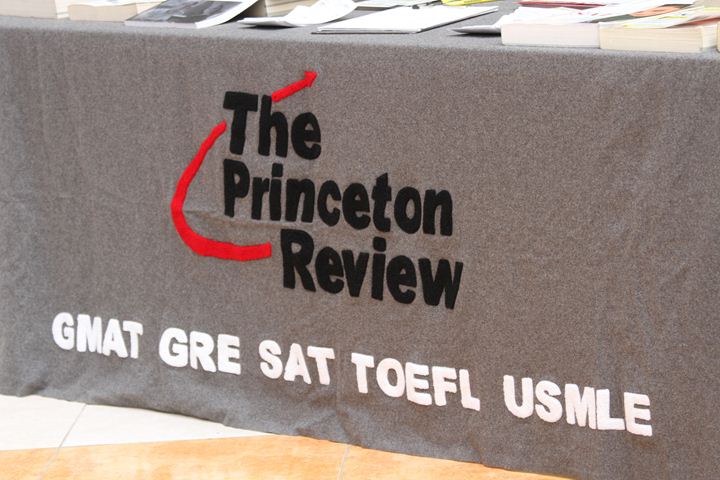 The
Princeton
Review
GMAT GRE SAT TOEFL USMLE